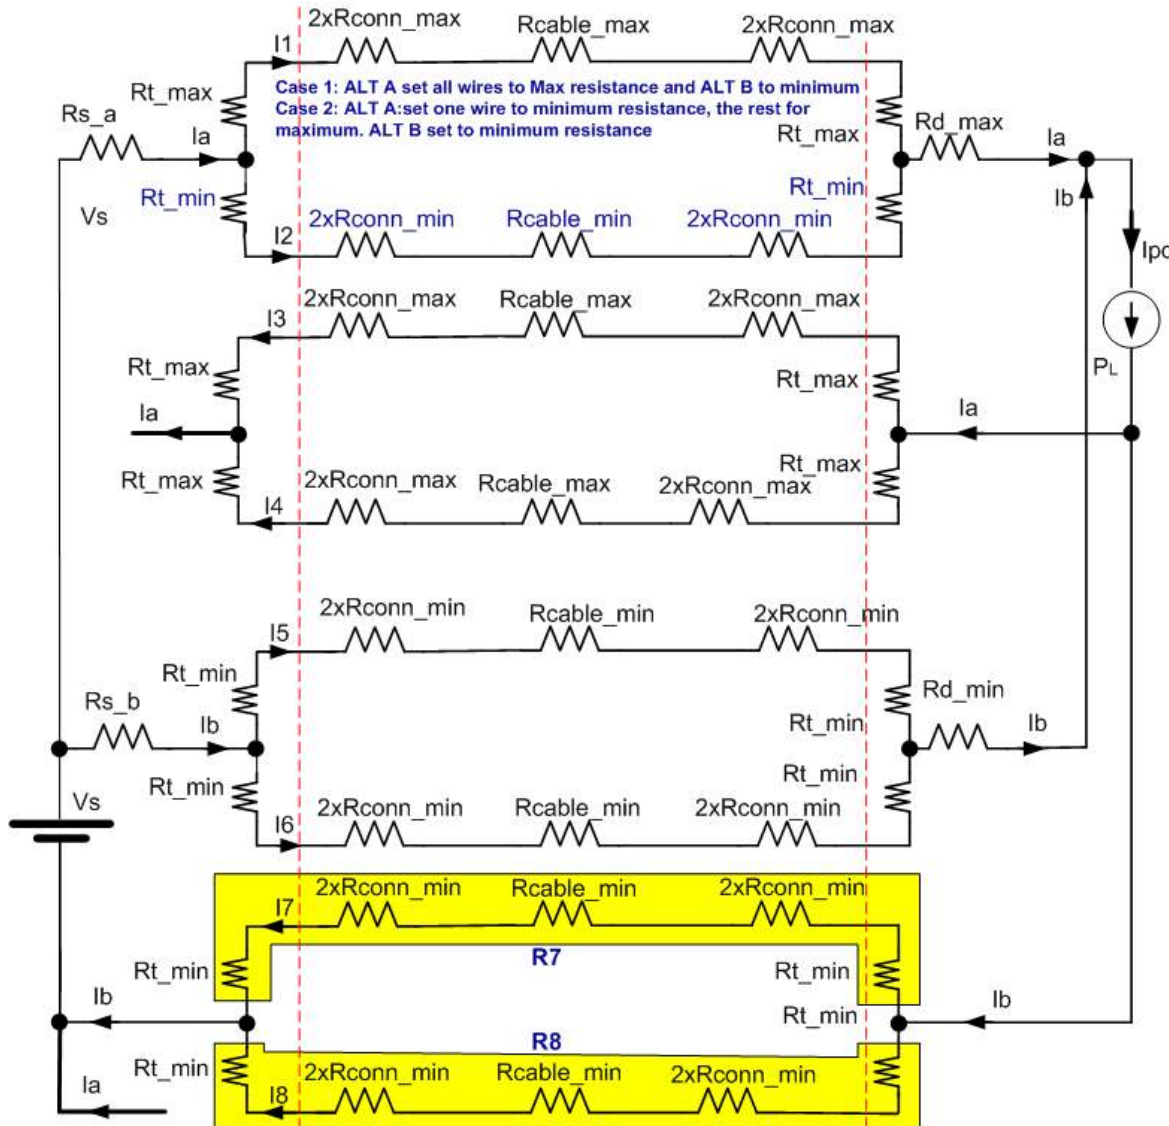 2xRconn_max Rcable_max 2xRconn_max
I1
Case 1: ALT A set all wires to Max resistance and ALT B to minimum
Case 2: ALT A:set one wire to minimum resistance, the rest for
maximum. ALT B set to minimum resistance
Rt_max
Rs_a
Ia
Rt_max
Rd_max
Ia
Rt_min
Rt_min
Ib
Vs
2xRconn_min Rcable_min 2xRconn_min
I2
Ipd
2xRconn_max Rcable_max 2xRconn_max
I3
Rt_max
Rt_max
PL
Ia
Ia
Rt_max
Rt_max
2xRconn_max Rcable_max 2xRconn_max
I4
2xRconn_min Rcable_min 2xRconn_min
I5
Rt_min
Rs_b
Ib
Rd_min
Rt_min
Ib
Rt_min
Rt_min
Vs
2xRconn_min Rcable_min 2xRconn_min
I6
2xRconn_min Rcable_min 2xRconn_min
I7
R7
Rt_min
Rt_min
Ib
Ib
Rt_min
R8
Rt_min
Ia
2xRconn_min Rcable_min 2xRconn_min
I8